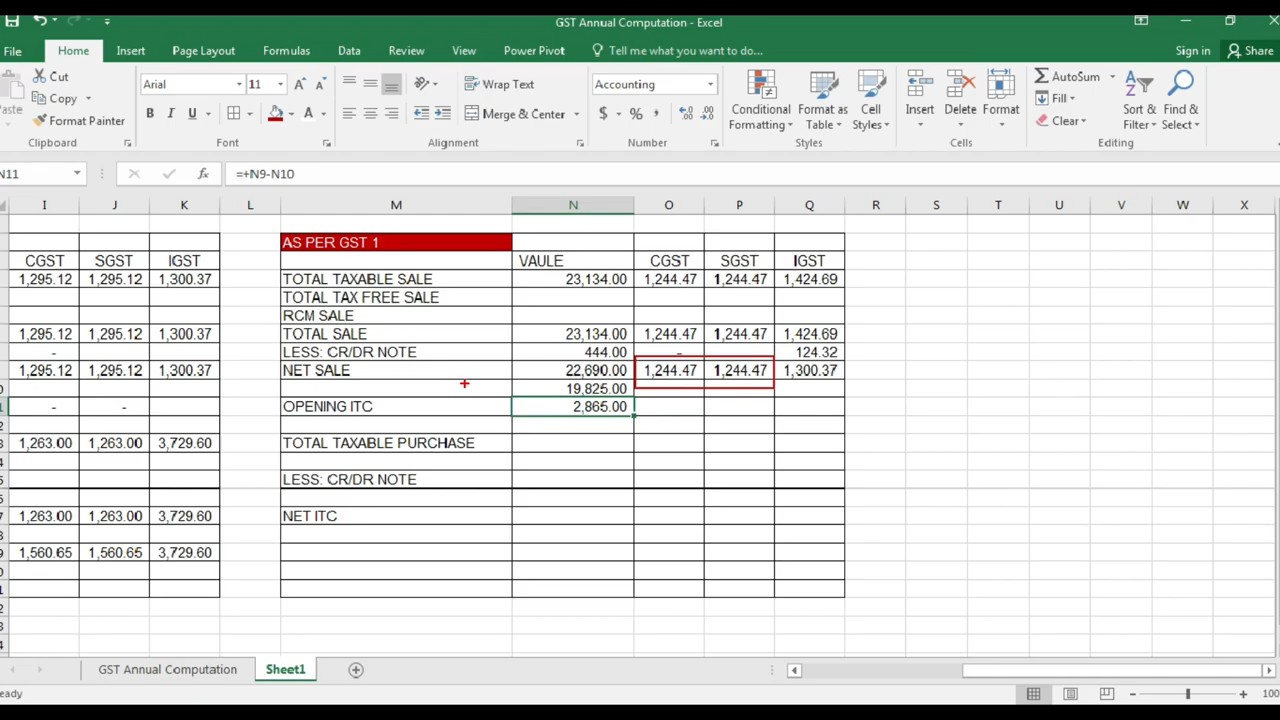 GST Annual Computation - Excel
File Home Insert Page Layout Formulas Data Review View Power Pivot Tell me what you want to do... Sign in Share
Cut
Copy
Format Painter
Arial 11
B I U
Wrap Text
Merge & Center
Accounting
$ % ,
Conditional Formatting
Format as Table
Cell Styles
Insert Delete Format
AutoSum
Fill
Clear
Sort & Filter
Find & Select
Clipboard Font Alignment Number Styles Cells Editing
N11 fx =+N9-N10
I J K L M N O P Q R S T U V W X
AS PER GST 1
CGST SGST IGST VAULE CGST SGST IGST
1,295.12 1,295.12 1,300.37 TOTAL TAXABLE SALE 23,134.00 1,244.47 1,244.47 1,424.69
TOTAL TAX FREE SALE
RCM SALE
1,295.12 1,295.12 1,300.37 TOTAL SALE 23,134.00 1,244.47 1,244.47 1,424.69
- LESS: CR/DR NOTE 444.00 - 124.32
1,295.12 1,295.12 1,300.37 NET SALE 22,690.00 1,244.47 1,244.47 1,300.37
19,825.00
- - OPENING ITC 2,865.00
1,263.00 1,263.00 3,729.60 TOTAL TAXABLE PURCHASE
LESS: CR/DR NOTE
1,263.00 1,263.00 3,729.60 NET ITC
1,560.65 1,560.65 3,729.60
GST Annual Computation Sheet1
100